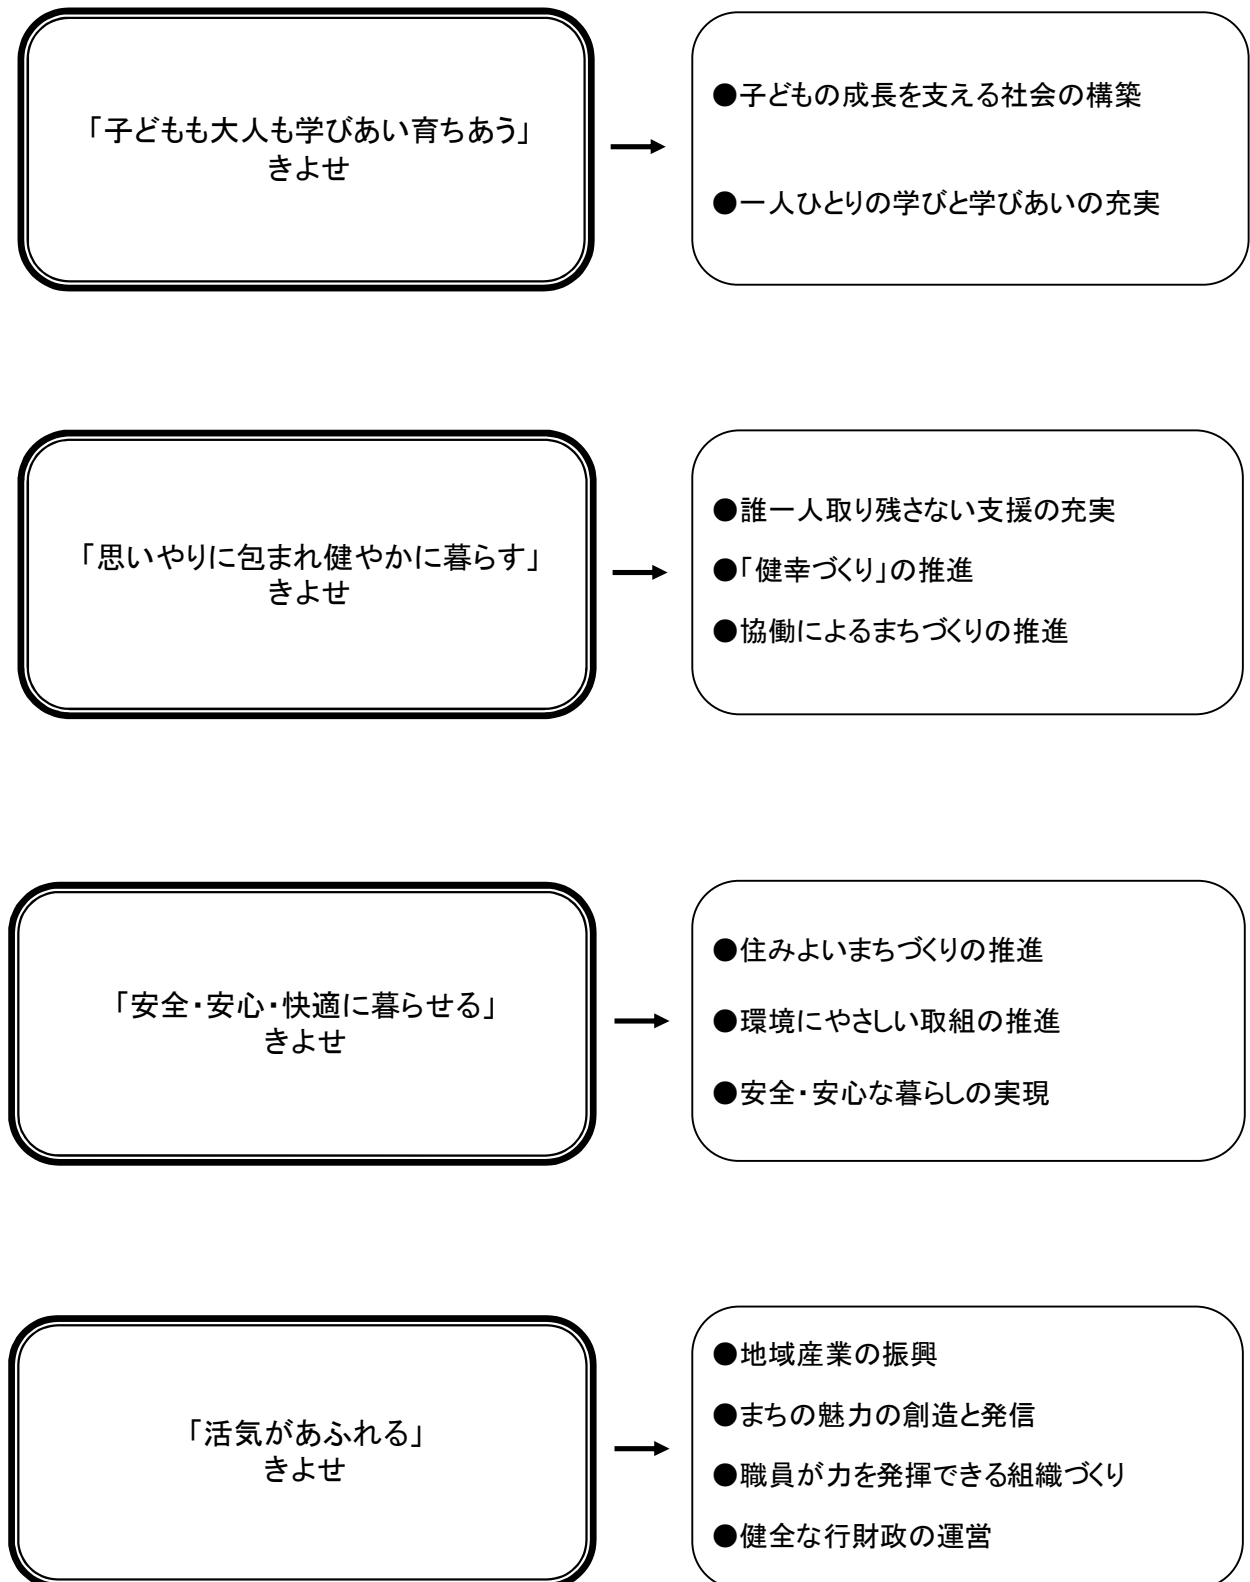 「子どもも大人も学びあい育ちあう」
きよせ
●子どもの成長を支える社会の構築
●一人ひとりの学びと学びあいの充実
「思いやりに包まれ健やかに暮らす」
きよせ
●誰一人取り残さない支援の充実
●「健幸づくり」の推進
●協働によるまちづくりの推進
「安全・安心・快適に暮らせる」
きよせ
●住みよいまちづくりの推進
●環境にやさしい取組の推進
●安全・安心な暮らしの実現
「活気があふれる」
きよせ
●地域産業の振興
●まちの魅力の創造と発信
●職員が力を発揮できる組織づくり
●健全な行財政の運営